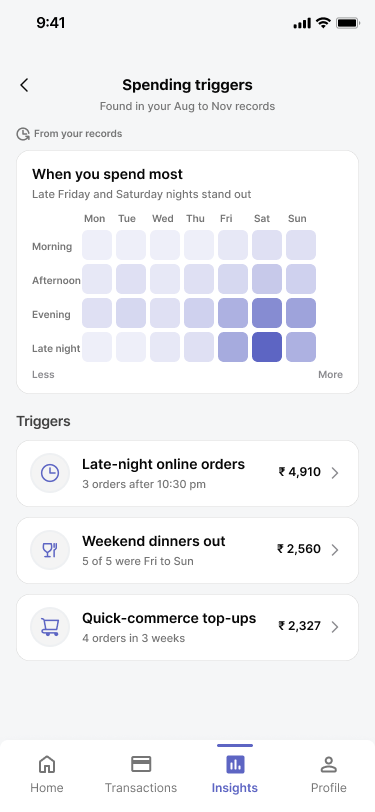 9:41
Spending triggers
Found in your Aug to Nov records
From your records
When you spend most
Late Friday and Saturday nights stand out
Mon Tue Wed Thu Fri Sat Sun
Morning
Afternoon
Evening
Late night
Less More
Triggers
Late-night online orders
₹ 4,910
3 orders after 10:30 pm
Weekend dinners out
₹ 2,560
5 of 5 were Fri to Sun
Quick-commerce top-ups
₹ 2,327
4 orders in 3 weeks
Home Transactions Insights Profile